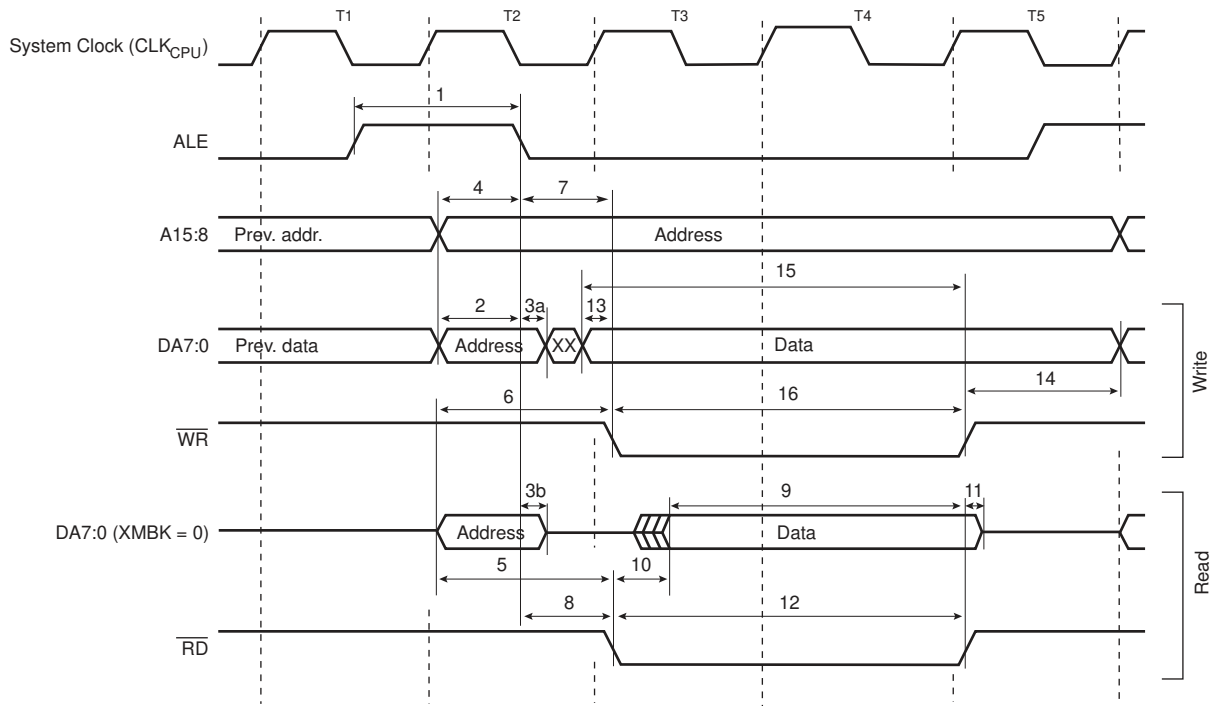 T1 T2 T3 T4 T5
System Clock (CLKCPU)
1
ALE
4 7
A15:8 Prev. addr. Address
15
2 3a 13
DA7:0 Prev. data Address XX Data
14
6 16
WR
Write
3b 9 11
DA7:0 (XMBK = 0) Address Data
5 10
8 12
RD
Read